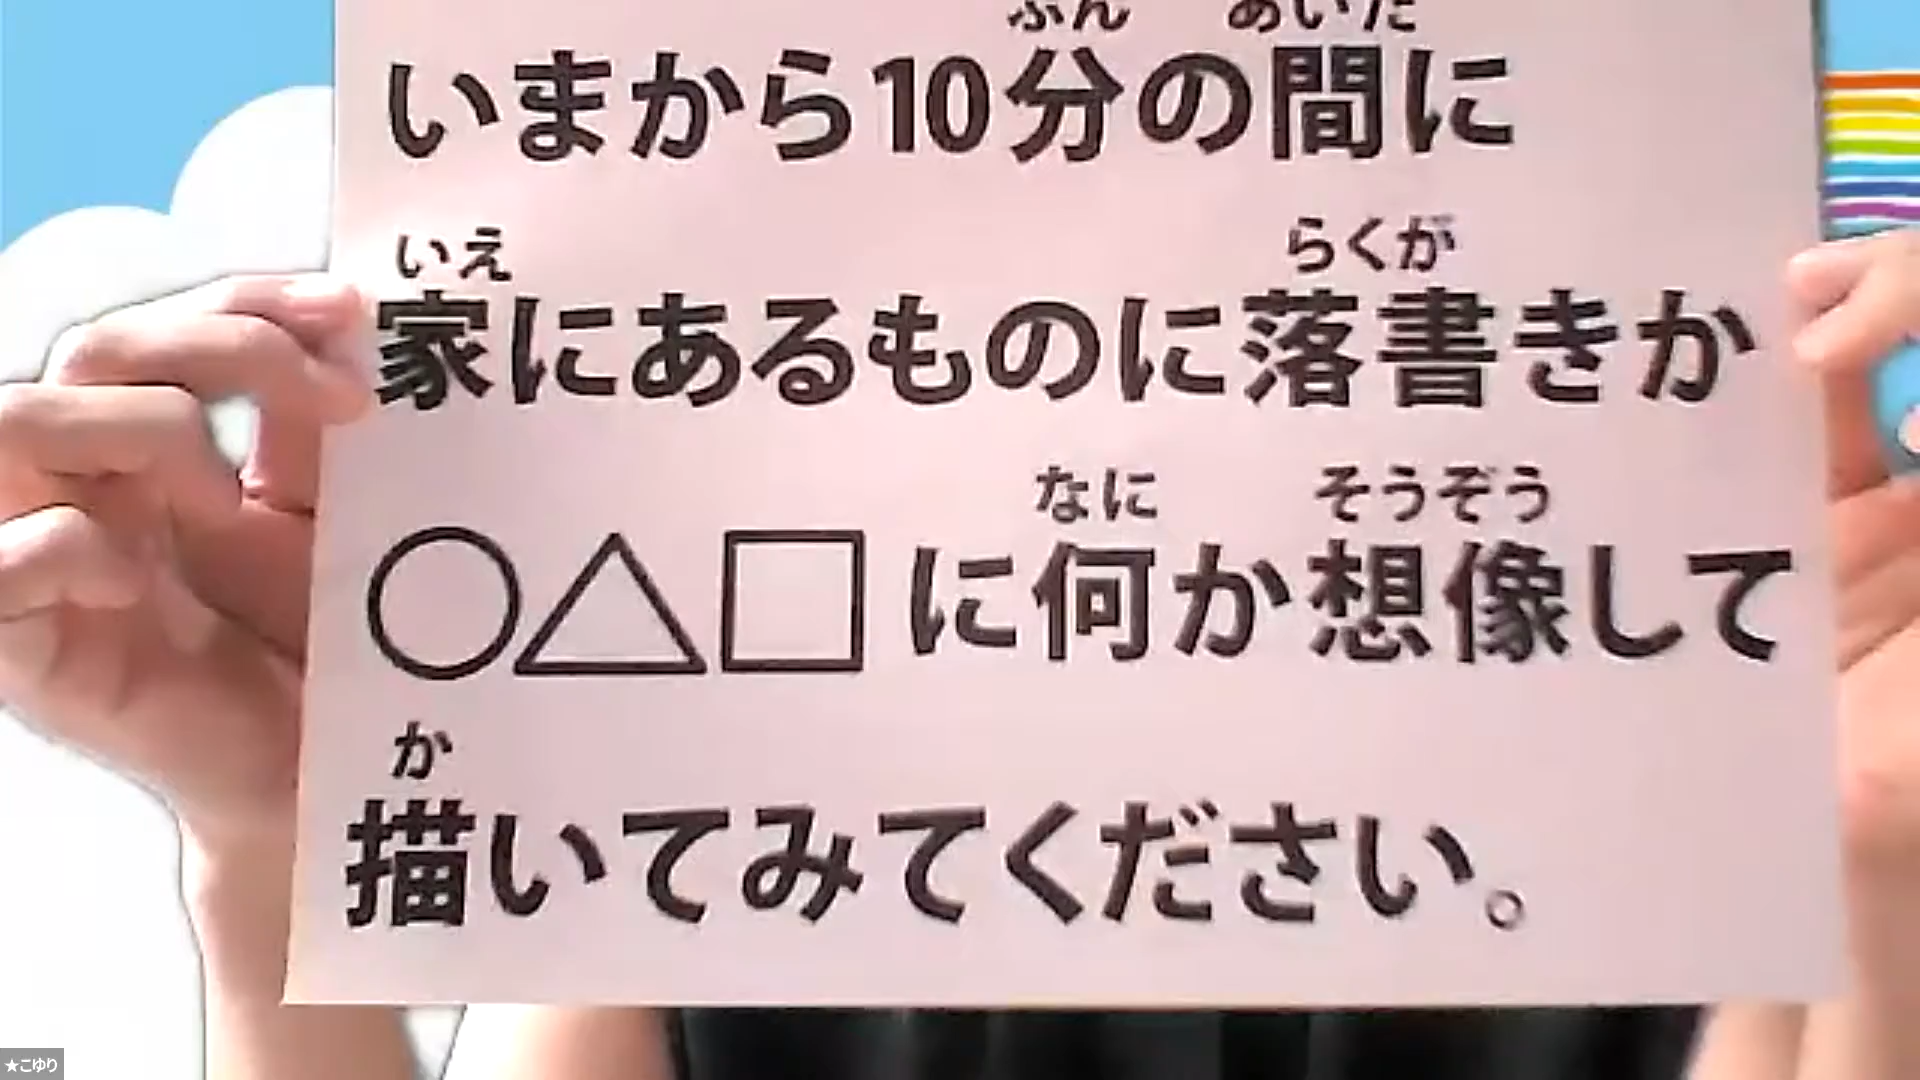 ふん あいだ
いまから10分の間に
いえ らくが
家にあるものに落書きか
なに そうぞう
○△□に何か想像して
か
描いてみてください。
★こゆり